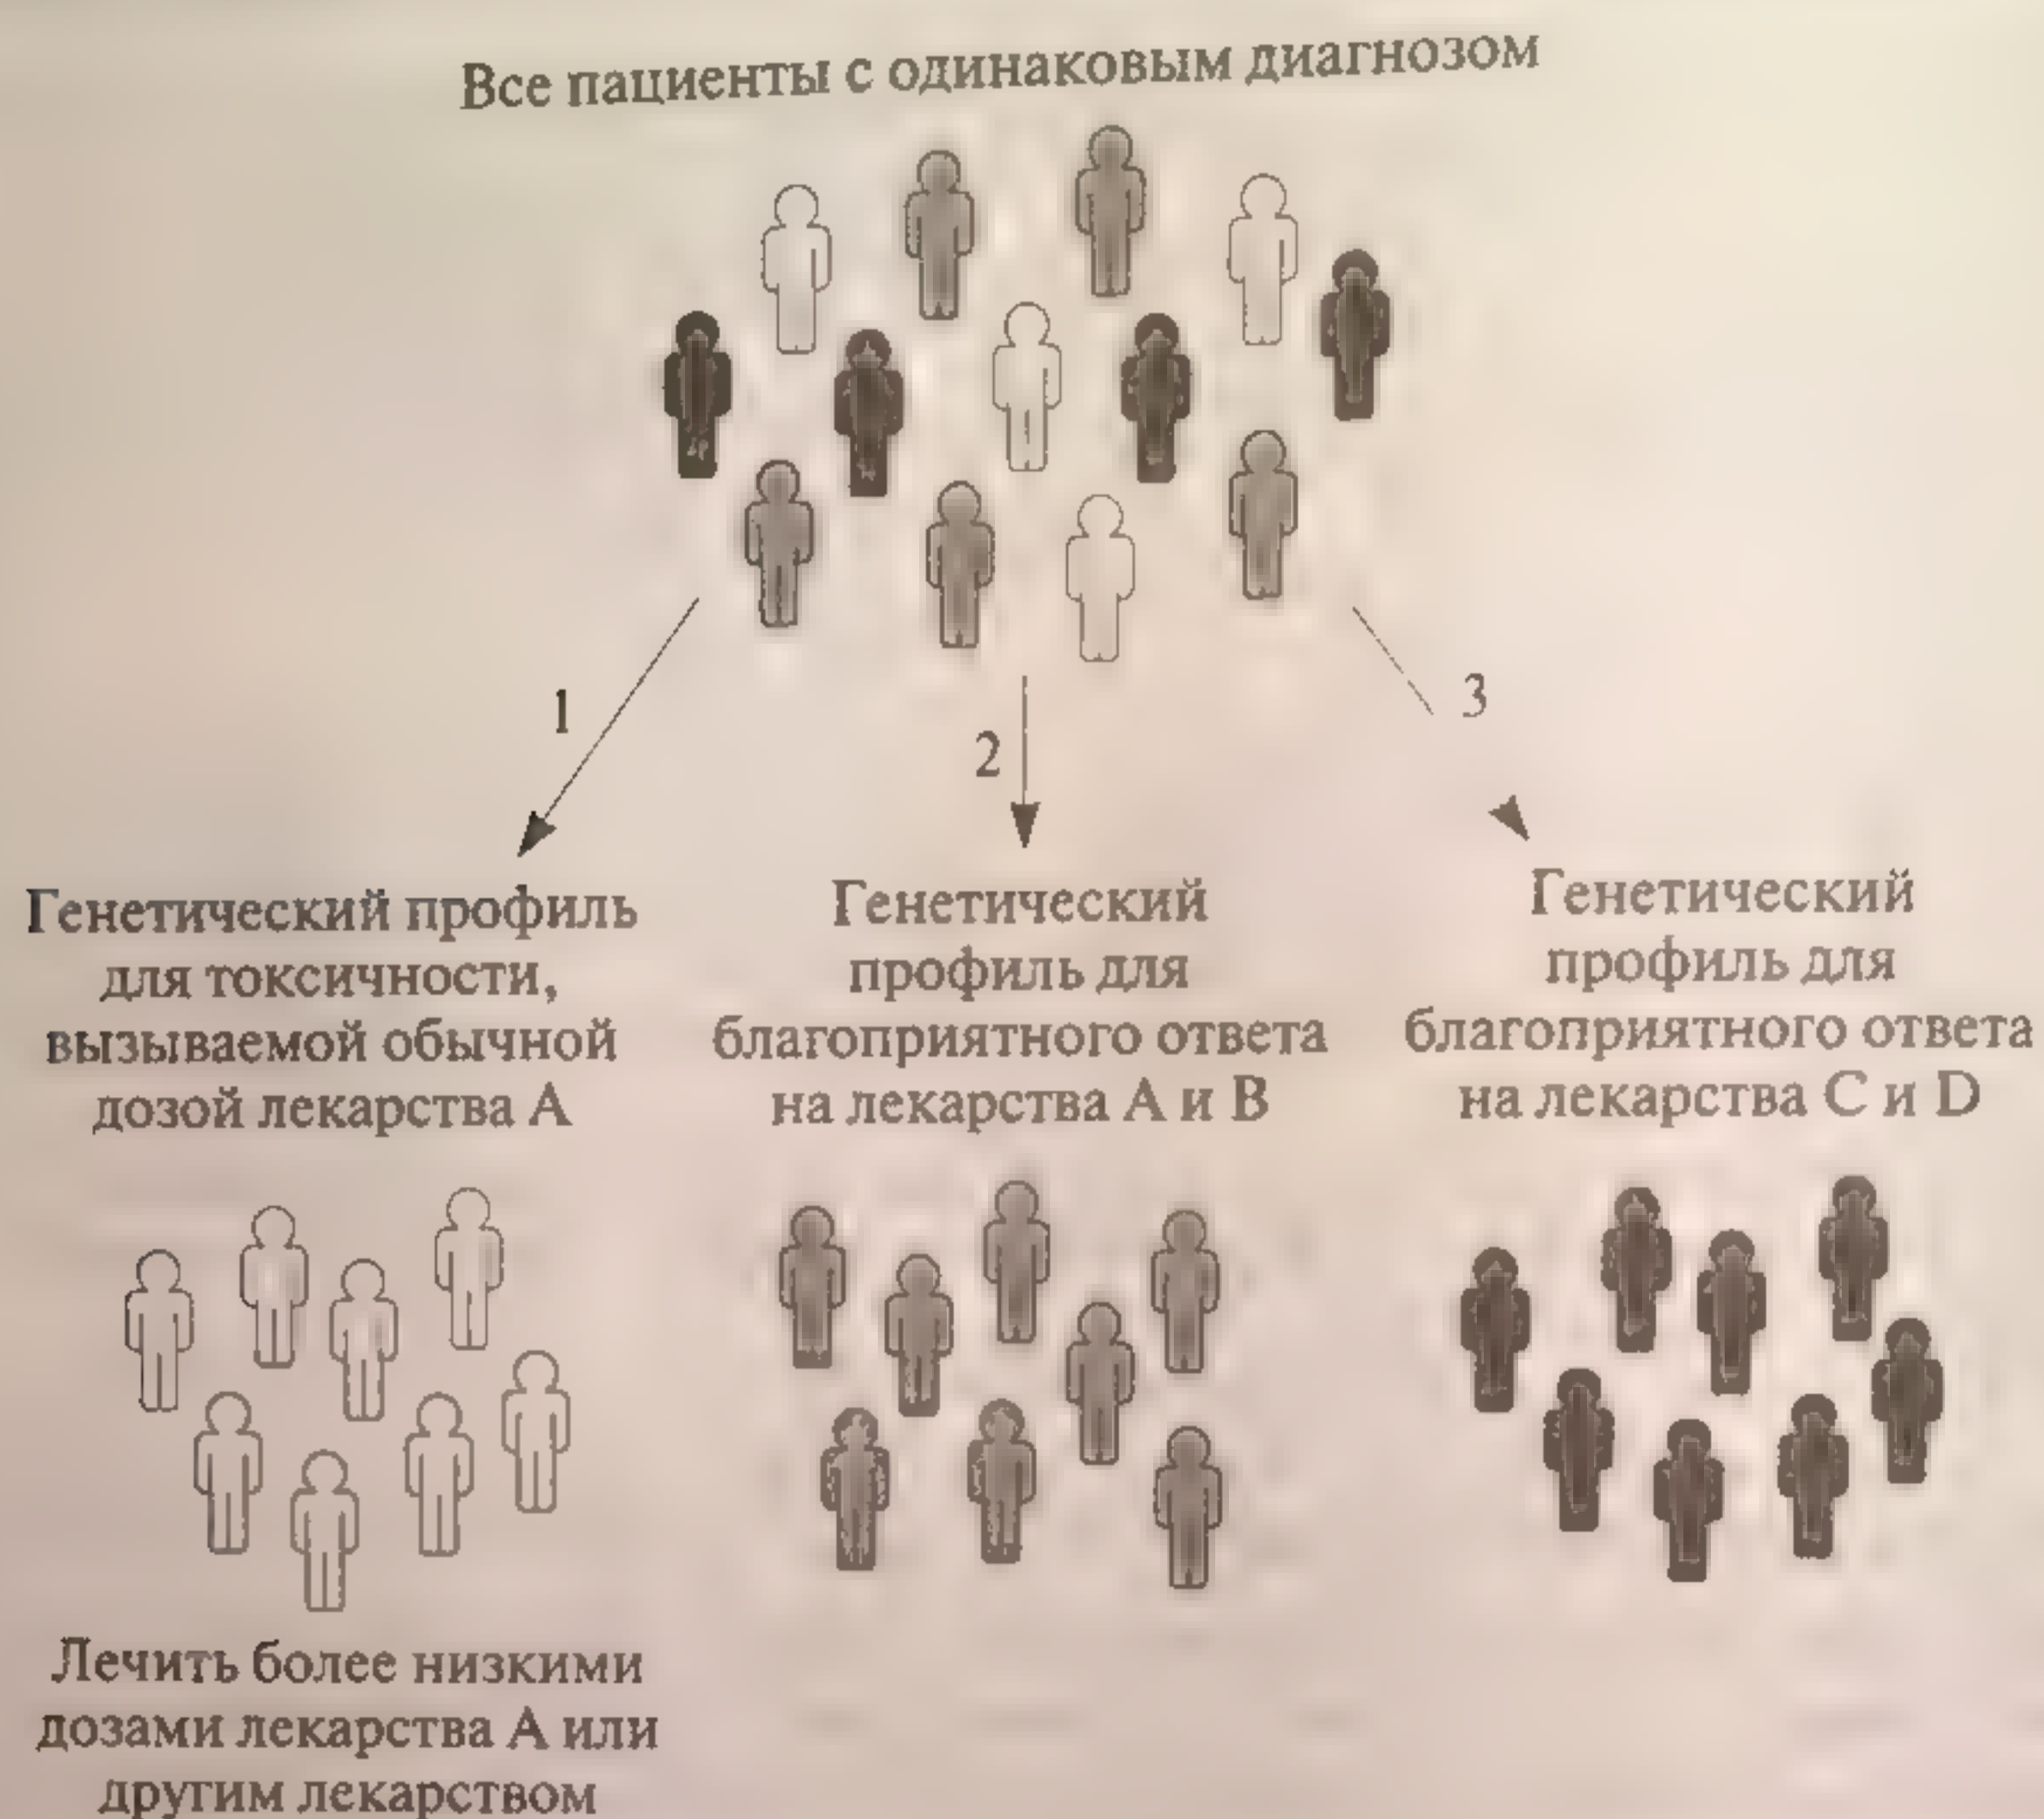 Все пациенты с одинаковым диагнозом
1
2
3
Генетический профиль
для токсичности,
вызываемой обычной
дозой лекарства А
Генетический
профиль для
благоприятного ответа
на лекарства А и В
Генетический
профиль для
благоприятного ответа
на лекарства С и D
Лечить более низкими
дозами лекарства А или
другим лекарством